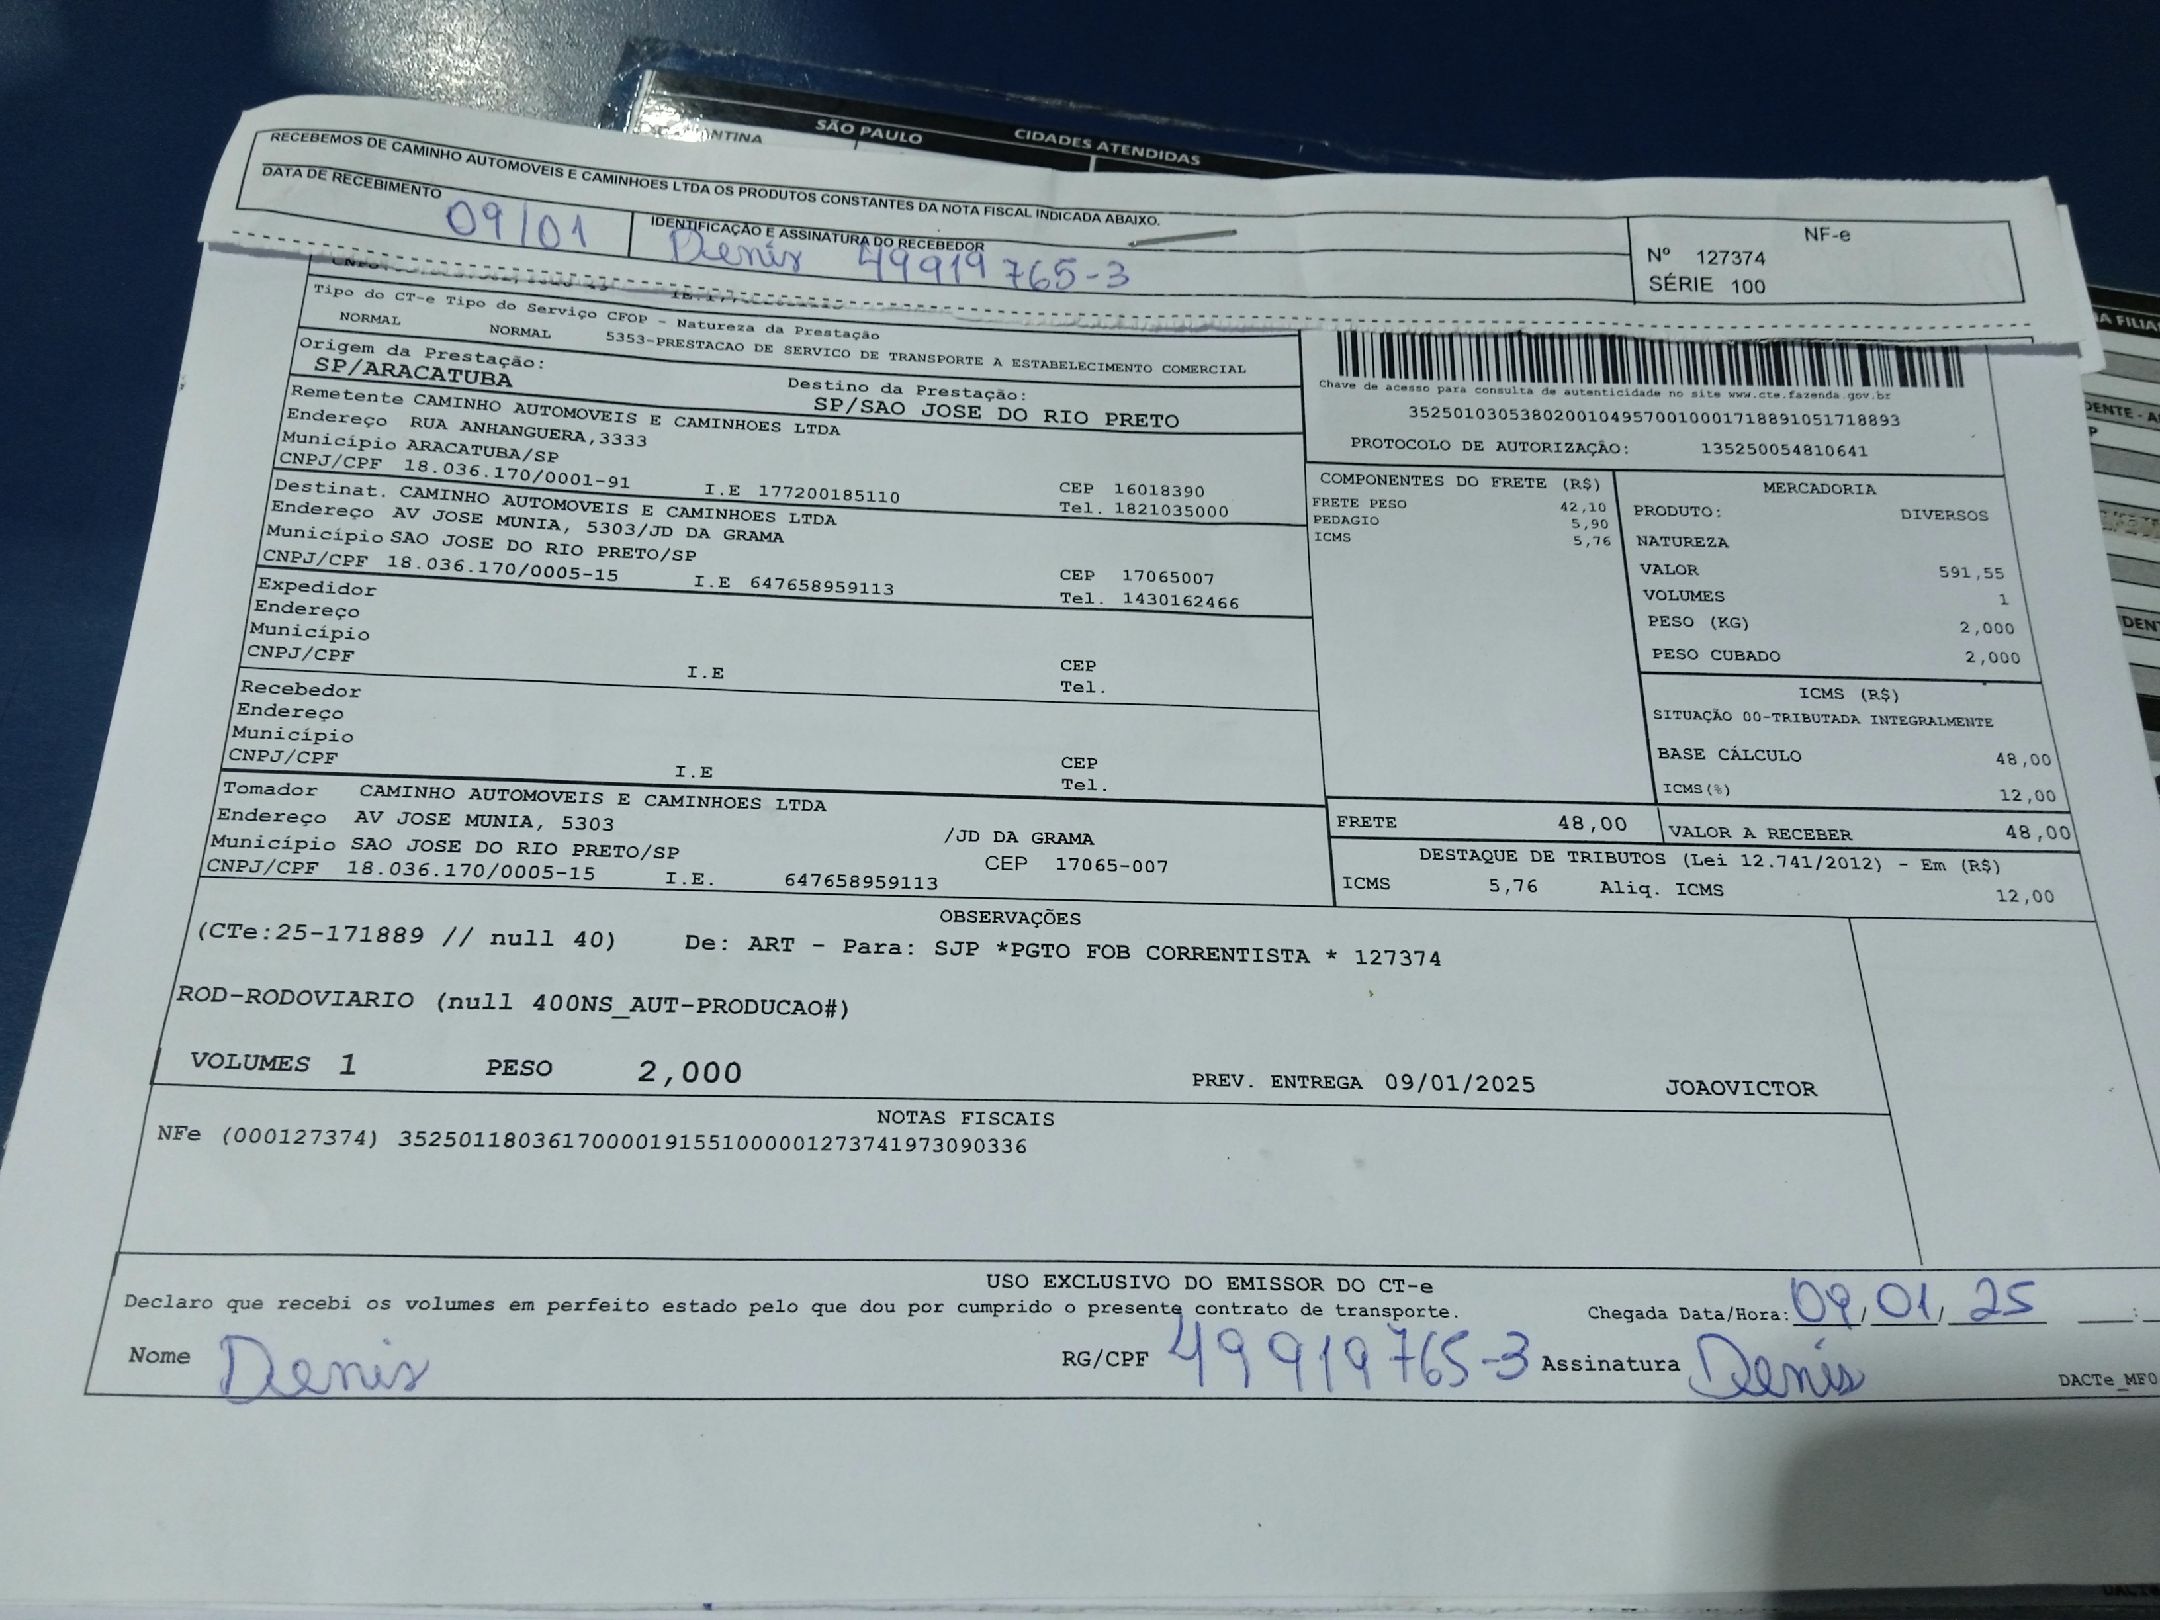 SÃO PAULO CIDADES ATENDIDAS
RECEBEMOS DE CAMINHO AUTOMOVEIS E CAMINHOES LTDA OS PRODUTOS CONSTANTES DA NOTA FISCAL INDICADA ABAIXO.
DATA DE RECEBIMENTO
09/01
IDENTIFICAÇÃO E ASSINATURA DO RECEBEDOR
Denis 49919765-3
NF-e
Nº 127374
SÉRIE 100
Tipo do CT-e Tipo do Serviço CFOP - Natureza da Prestação
NORMAL NORMAL 5353-PRESTACAO DE SERVICO DE TRANSPORTE A ESTABELECIMENTO COMERCIAL
Origem da Prestação: Destino da Prestação:
SP/ARACATUBA SP/SAO JOSE DO RIO PRETO
Remetente CAMINHO AUTOMOVEIS E CAMINHOES LTDA
Endereço RUA ANHANGUERA,3333
Município ARACATUBA/SP CEP 16018390
CNPJ/CPF 18.036.170/0001-91 I.E 177200185110 Tel. 1821035000
Destinat. CAMINHO AUTOMOVEIS E CAMINHOES LTDA
Endereço AV JOSE MUNIA, 5303/JD DA GRAMA
Município SAO JOSE DO RIO PRETO/SP CEP 17065007
CNPJ/CPF 18.036.170/0005-15 I.E 647658959113 Tel. 1430162466
Expedidor
Endereço
Município CEP
CNPJ/CPF I.E Tel.
Recebedor
Endereço
Município CEP
CNPJ/CPF I.E Tel.
Tomador CAMINHO AUTOMOVEIS E CAMINHOES LTDA
Endereço AV JOSE MUNIA, 5303 /JD DA GRAMA
Município SAO JOSE DO RIO PRETO/SP CEP 17065-007
CNPJ/CPF 18.036.170/0005-15 I.E. 647658959113
Chave de acesso para consulta de autenticidade no site www.cte.fazenda.gov.br
35250103053802001049570010001718891051718893
PROTOCOLO DE AUTORIZAÇÃO: 135250054810641
COMPONENTES DO FRETE (R$)
FRETE PESO 42,10
PEDAGIO 5,90
ICMS 5,76
MERCADORIA
PRODUTO: DIVERSOS
NATUREZA
VALOR 591,55
VOLUMES 1
PESO (KG) 2,000
PESO CUBADO 2,000
ICMS (R$)
SITUAÇÃO 00-TRIBUTADA INTEGRALMENTE
BASE CÁLCULO 48,00
ICMS(%) 12,00
FRETE 48,00 VALOR A RECEBER 48,00
DESTAQUE DE TRIBUTOS (Lei 12.741/2012) - Em (R$)
ICMS 5,76 Aliq. ICMS 12,00
OBSERVAÇÕES
(CTe:25-171889 // null 40) De: ART - Para: SJP *PGTO FOB CORRENTISTA * 127374
ROD-RODOVIARIO (null 400NS_AUT-PRODUCAO#)
VOLUMES 1 PESO 2,000 PREV. ENTREGA 09/01/2025 JOAOVICTOR
NOTAS FISCAIS
NFe (000127374) 35250118036170000191551000001273741973090336
USO EXCLUSIVO DO EMISSOR DO CT-e
Declaro que recebi os volumes em perfeito estado pelo que dou por cumprido o presente contrato de transporte. Chegada Data/Hora: 09/01/25 :
Nome Denis RG/CPF 49919765-3 Assinatura Denis
DACTe_MF0